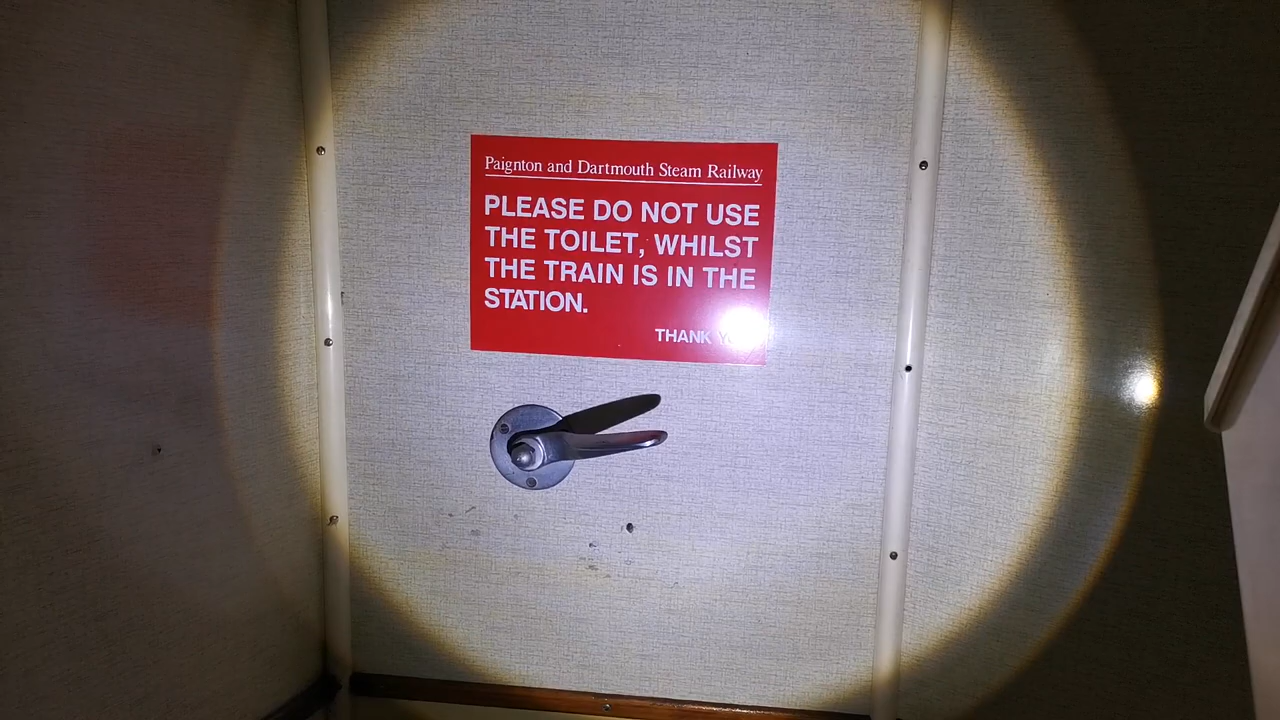 Paignton and Dartmouth Steam Railway
PLEASE DO NOT USE
THE TOILET, WHILST
THE TRAIN IS IN THE
STATION.
THANK